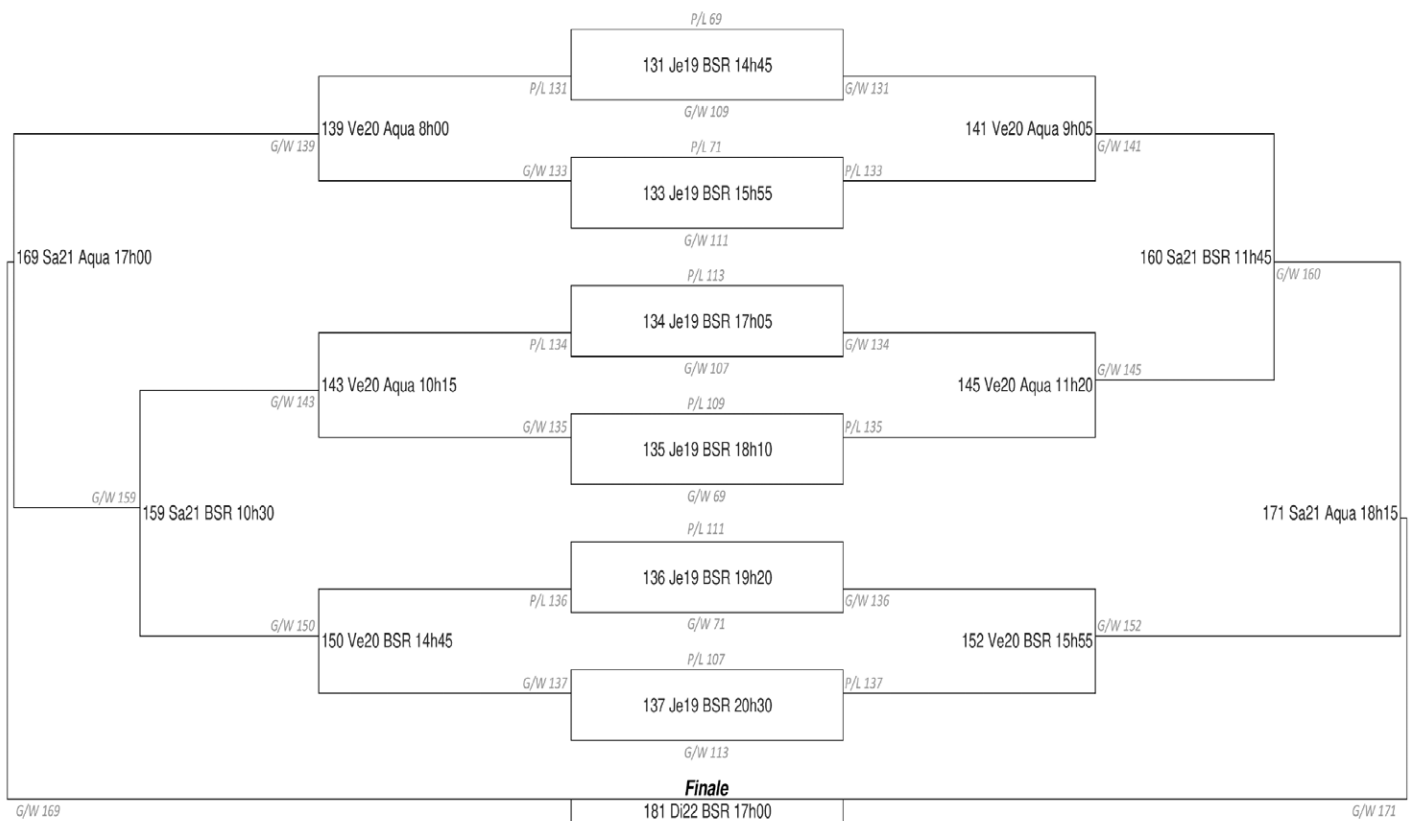 P/L 69
131 Je19 BSR 14h45
P/L 131
G/W 131
G/W 109
139 Ve20 Aqua 8h00
141 Ve20 Aqua 9h05
G/W 139
P/L 71
G/W 141
G/W 133
133 Je19 BSR 15h55
P/L 133
G/W 111
169 Sa21 Aqua 17h00
160 Sa21 BSR 11h45
P/L 113
G/W 160
134 Je19 BSR 17h05
P/L 134
G/W 134
G/W 107
143 Ve20 Aqua 10h15
145 Ve20 Aqua 11h20
G/W 143
P/L 109
G/W 145
G/W 135
135 Je19 BSR 18h10
P/L 135
G/W 159
G/W 69
159 Sa21 BSR 10h30
171 Sa21 Aqua 18h15
P/L 111
136 Je19 BSR 19h20
P/L 136
G/W 136
G/W 71
G/W 150
150 Ve20 BSR 14h45
152 Ve20 BSR 15h55
G/W 152
P/L 107
G/W 137
137 Je19 BSR 20h30
P/L 137
G/W 113
Finale
G/W 169
181 Di22 BSR 17h00
G/W 171